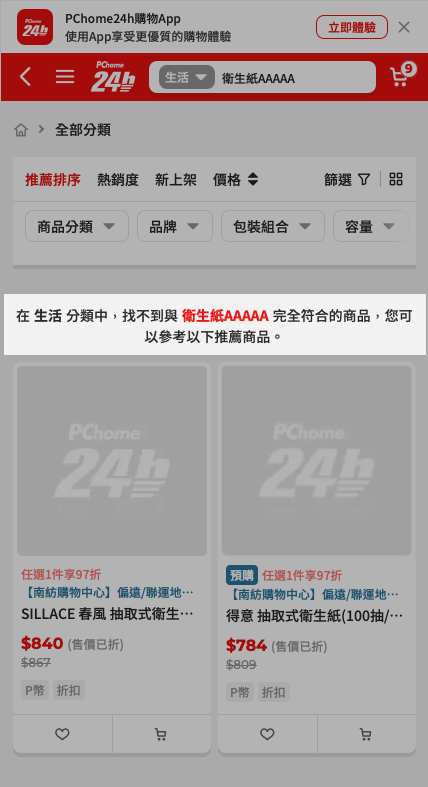 PChome24h購物App
使用App享受更優質的購物體驗
立即體驗
PChome
24h
生活
衛生紙AAAAA
9
全部分類
推薦排序 熱銷度 新上架 價格 篩選
商品分類 品牌 包裝組合 容量
在 生活 分類中，找不到與 衛生紙AAAAA 完全符合的商品，您可
以參考以下推薦商品。
PChome
24h
任選1件享97折
【南紡購物中心】偏遠/聯運地…
SILLACE 春風 抽取式衛生…
$840 (售價已折)
$867
P幣 折扣
PChome
24h
預購 任選1件享97折
【南紡購物中心】偏遠/聯運地…
得意 抽取式衛生紙(100抽/…
$784 (售價已折)
$809
P幣 折扣